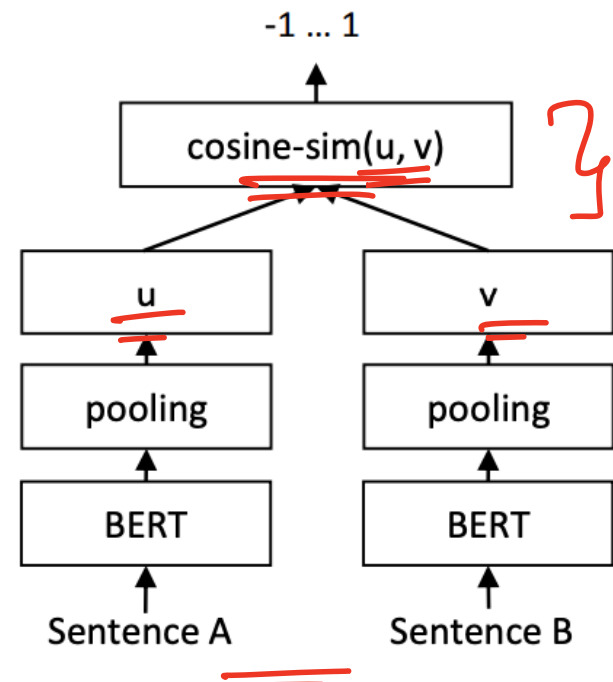 -1 ... 1
cosine-sim(u, v)
u v
pooling pooling
BERT BERT
Sentence A Sentence B